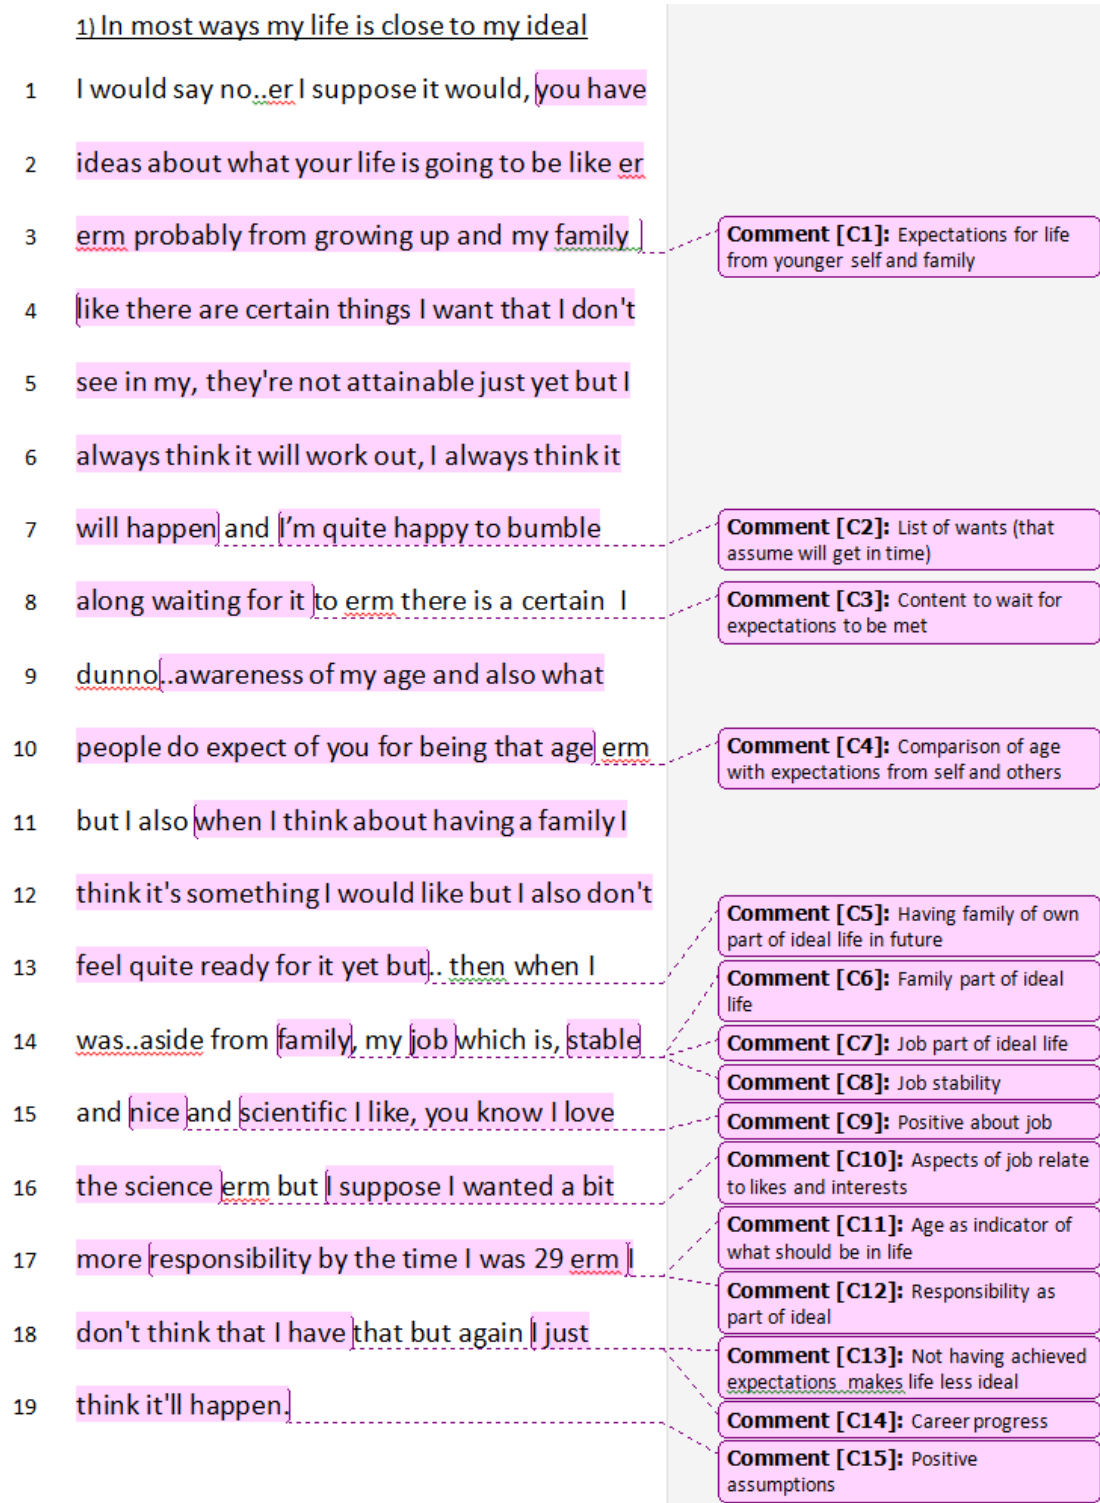 1) In most ways my life is close to my ideal
1 I would say no..er I suppose it would, you have
2 ideas about what your life is going to be like er
3 erm probably from growing up and my family
Comment [C1]: Expectations for life
from younger self and family
4 like there are certain things I want that I don't
5 see in my, they're not attainable just yet but I
6 always think it will work out, I always think it
7 will happen and I’m quite happy to bumble
Comment [C2]: List of wants (that
assume will get in time)
8 along waiting for it to erm there is a certain I
Comment [C3]: Content to wait for
expectations to be met
9 dunno..awareness of my age and also what
10 people do expect of you for being that age erm
Comment [C4]: Comparison of age
with expectations from self and others
11 but I also when I think about having a family I
12 think it's something I would like but I also don't
13 feel quite ready for it yet but.. then when I
Comment [C5]: Having family of own
part of ideal life in future
Comment [C6]: Family part of ideal
life
14 was..aside from family, my job which is, stable
Comment [C7]: Job part of ideal life
Comment [C8]: Job stability
15 and nice and scientific I like, you know I love
Comment [C9]: Positive about job
16 the science erm but I suppose I wanted a bit
Comment [C10]: Aspects of job relate
to likes and interests
17 more responsibility by the time I was 29 erm I
Comment [C11]: Age as indicator of
what should be in life
Comment [C12]: Responsibility as
part of ideal
18 don't think that I have that but again I just
Comment [C13]: Not having achieved
expectations makes life less ideal
19 think it'll happen.
Comment [C14]: Career progress
Comment [C15]: Positive
assumptions